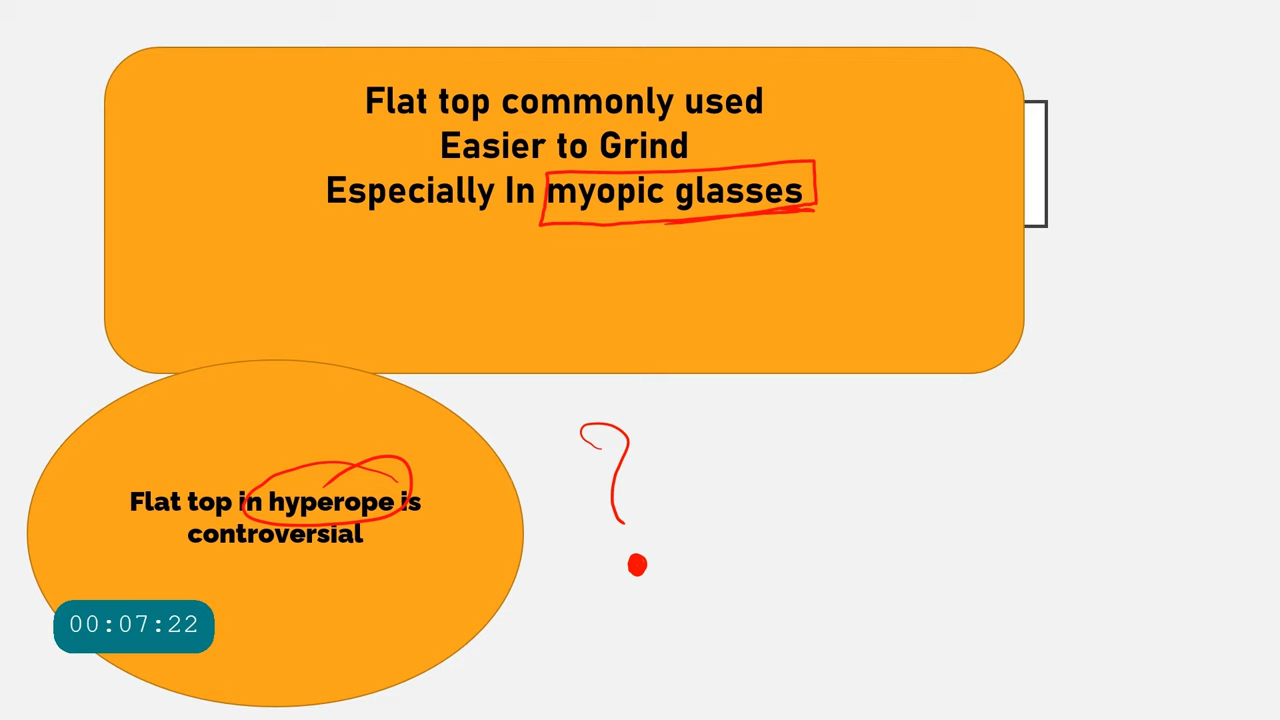 Flat top commonly used
Easier to Grind
Especially In myopic glasses
Flat top in hyperope is
controversial
?
00:07:22